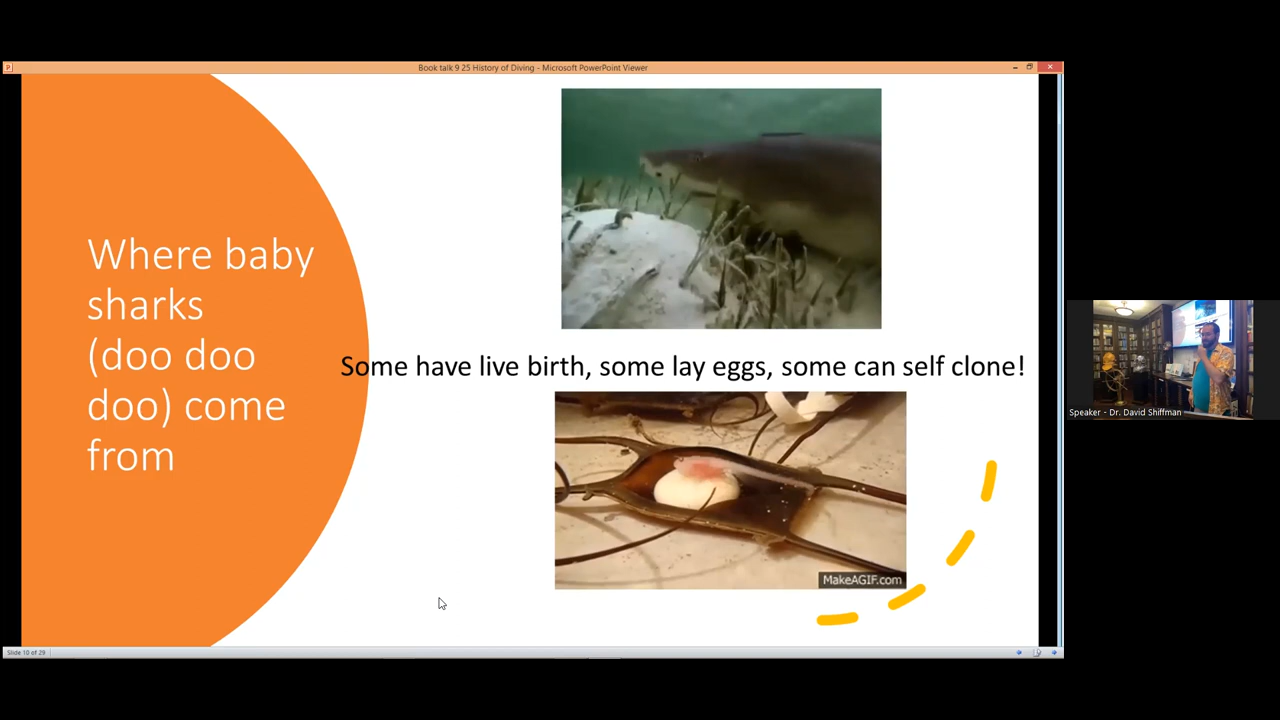 Book talk 9 25 History of Diving - Microsoft PowerPoint Viewer
Where baby
sharks
(doo doo
doo) come
from
Some have live birth, some lay eggs, some can self clone!
MakeAGIF.com
Slide 10 of 29
Speaker - Dr. David Shiffman